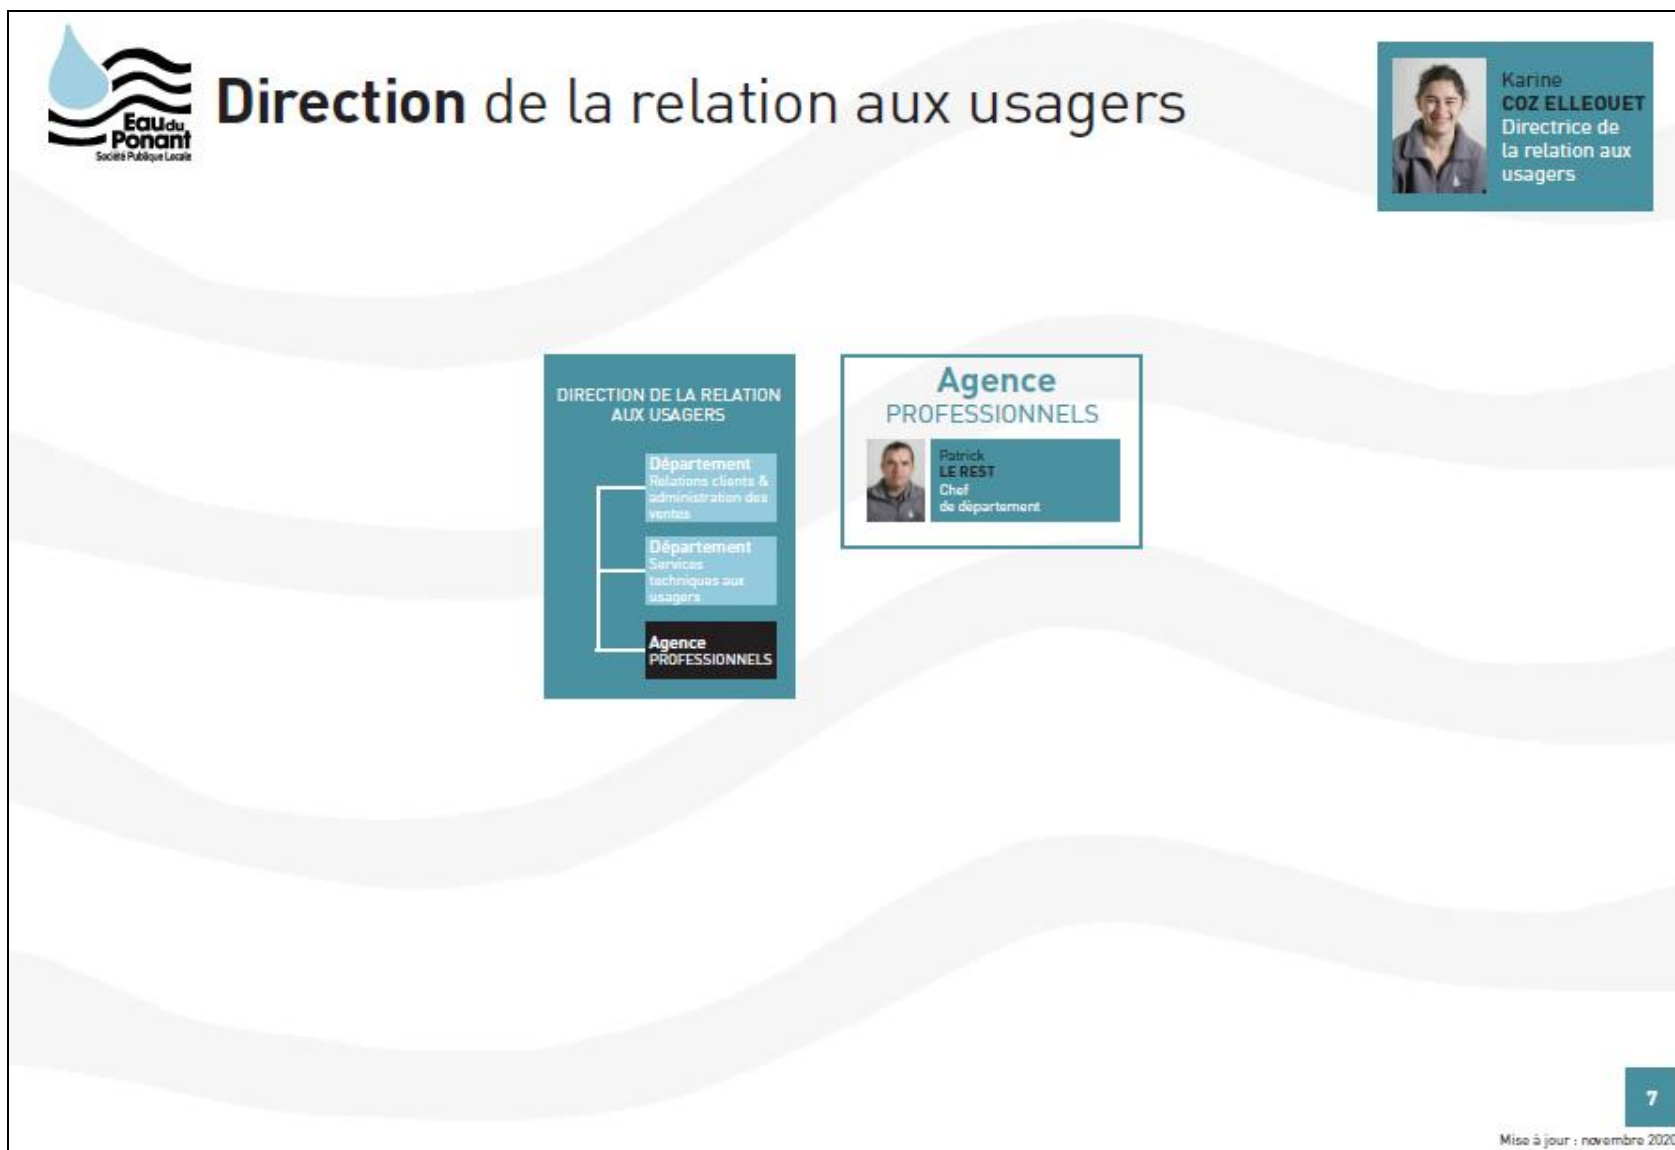 Eau du
Ponant
Société Publique Locale
Direction de la relation aux usagers
Karine
COZ ELLEOUET
Directrice de
la relation aux
usagers
DIRECTION DE LA RELATION
AUX USAGERS
Département
Relations clients &
administration des
ventes
Département
Services
techniques aux
usagers
Agence
PROFESSIONNELS
Agence
PROFESSIONNELS
Patrick
LE REST
Chef
de département
7
Mise à jour : novembre 2020